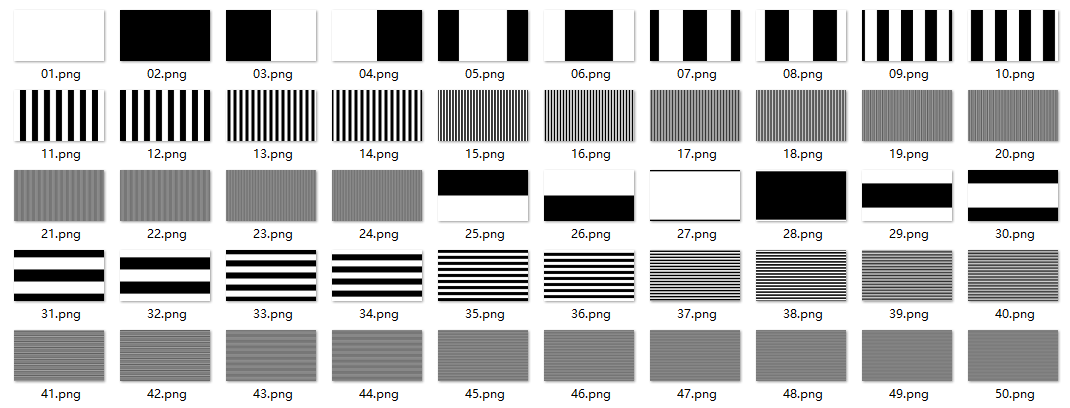 01.png 02.png 03.png 04.png 05.png 06.png 07.png 08.png 09.png 10.png
11.png 12.png 13.png 14.png 15.png 16.png 17.png 18.png 19.png 20.png
21.png 22.png 23.png 24.png 25.png 26.png 27.png 28.png 29.png 30.png
31.png 32.png 33.png 34.png 35.png 36.png 37.png 38.png 39.png 40.png
41.png 42.png 43.png 44.png 45.png 46.png 47.png 48.png 49.png 50.png